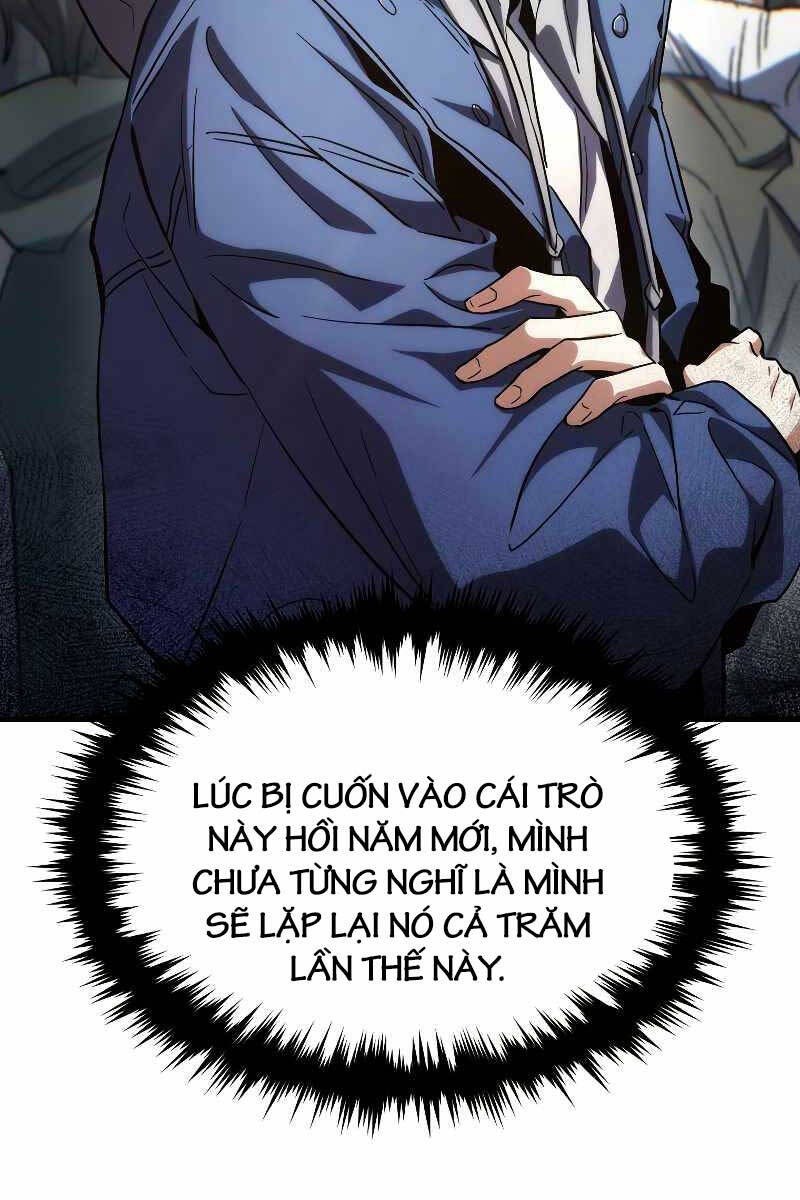 LÚC BỊ CUỐN VÀO CÁI TRÒ
NÀY HỒI NĂM MỚI, MÌNH
CHƯA TỪNG NGHĨ LÀ MÌNH
SẼ LẶP LẠI NÓ CẢ TRĂM
LẦN THẾ NÀY.